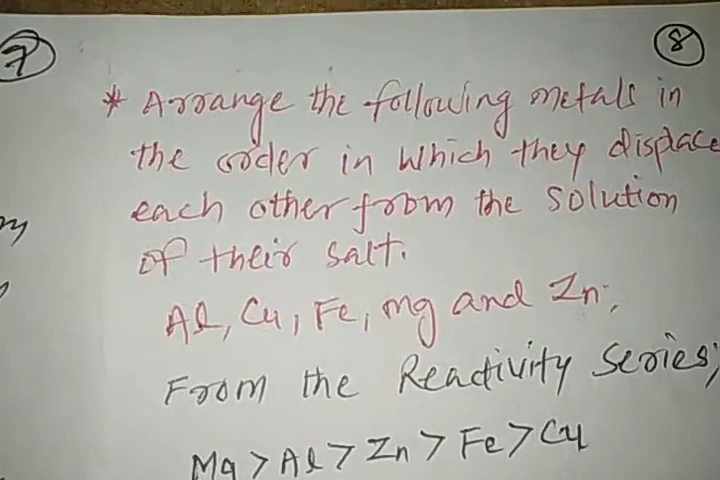 7
8
* Arrange the following metals in
the order in which they displace
each other from the solution
of their salt.
Al, Cu, Fe, mg and Zn.,
From the Reactivity Series;
Mg > Al > Zn > Fe > Cu